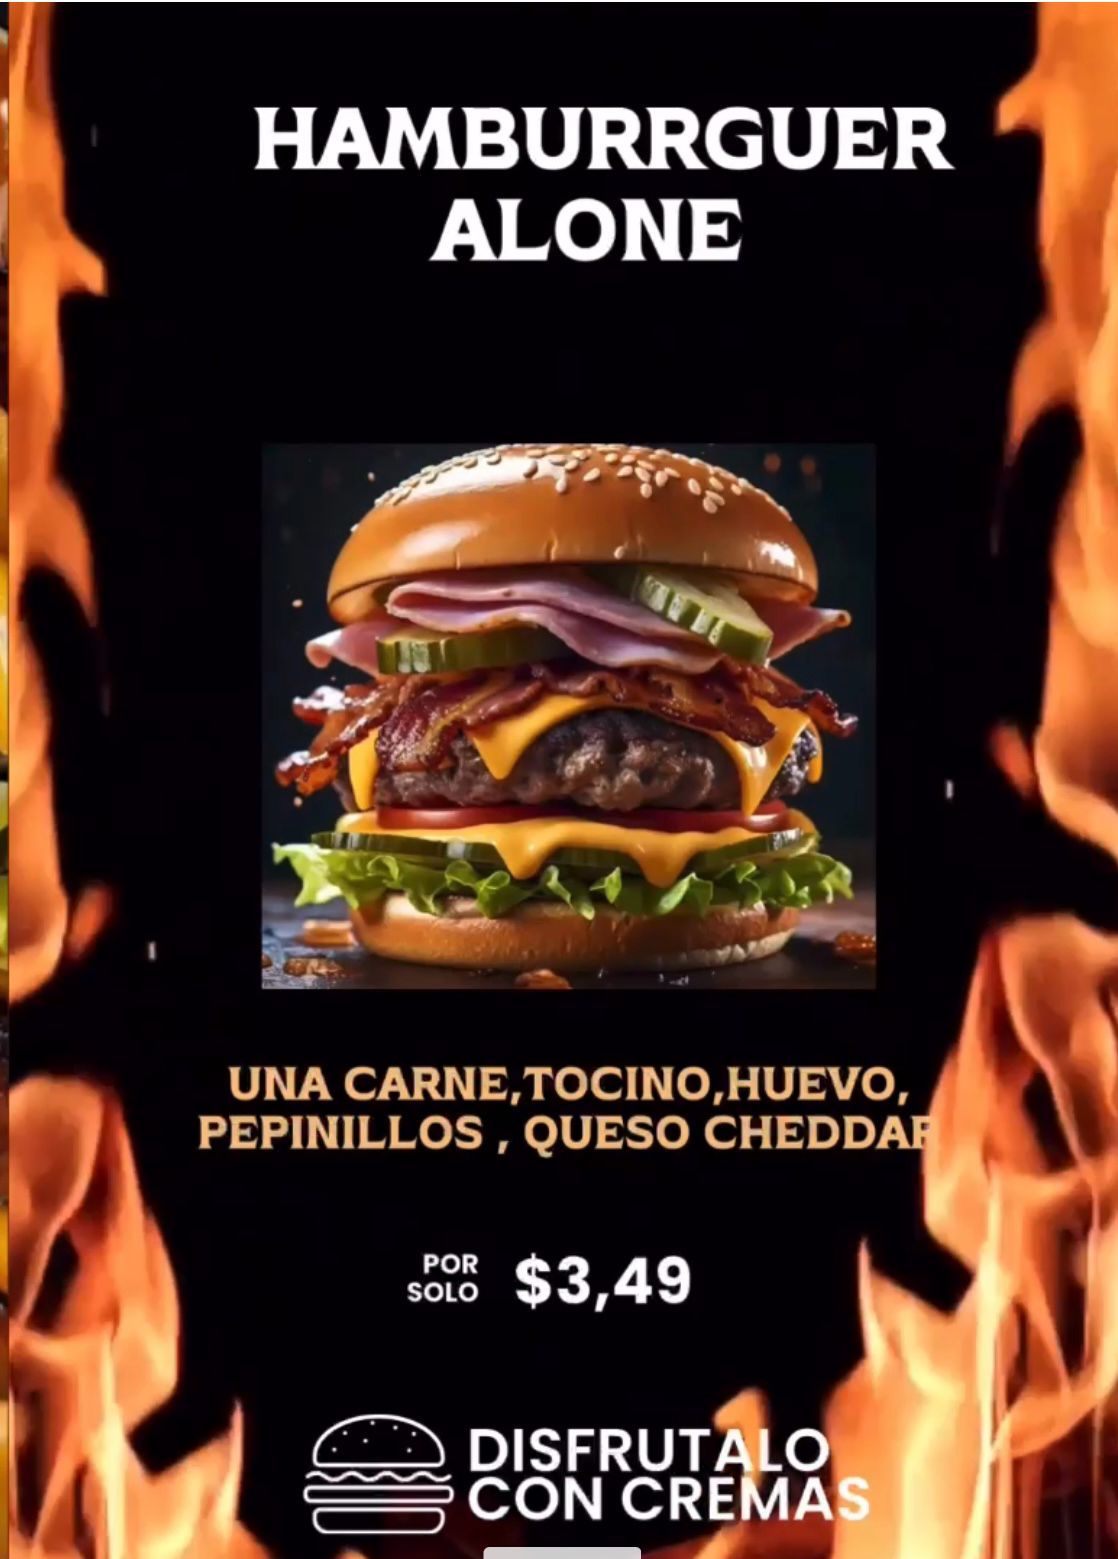 HAMBURRGUER
ALONE
UNA CARNE,TOCINO,HUEVO,
PEPINILLOS , QUESO CHEDDAR
POR
SOLO
$3,49
DISFRUTALO
CON CREMAS